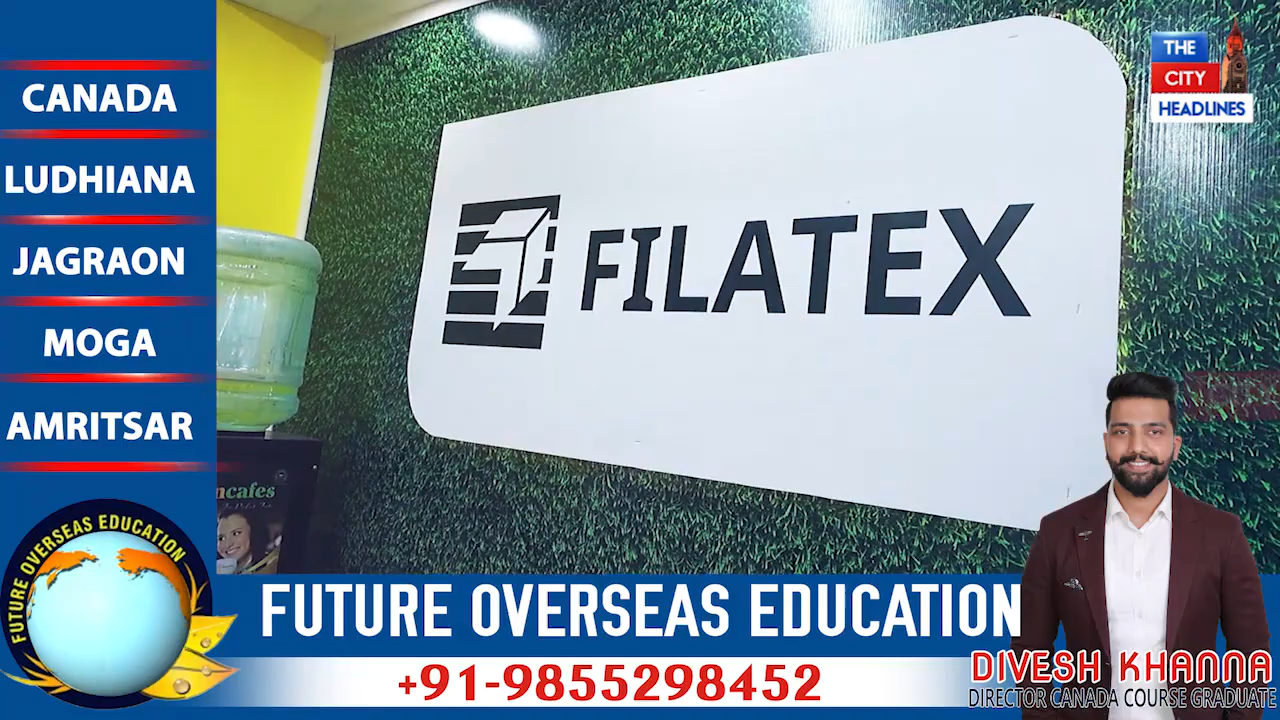 CANADA
LUDHIANA
JAGRAON
MOGA
AMRITSAR
FUTURE OVERSEAS EDUCATION
THE
CITY
HEADLINES
FILATEX
FUTURE OVERSEAS EDUCATION
+91-9855298452
DIVESH KHANNA
DIRECTOR CANADA COURSE GRADUATE